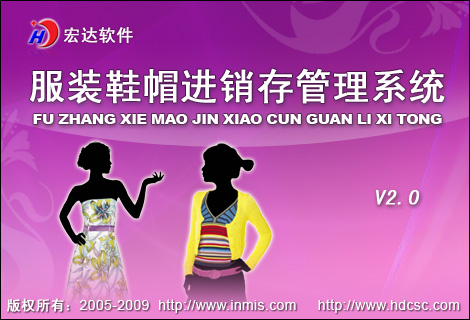 宏达软件
服装鞋帽进销存管理系统
FU ZHANG XIE MAO JIN XIAO CUN GUAN LI XI TONG
V2.0
版权所有：2005-2009 http://www.inmis.com http://www.hdcsc.com